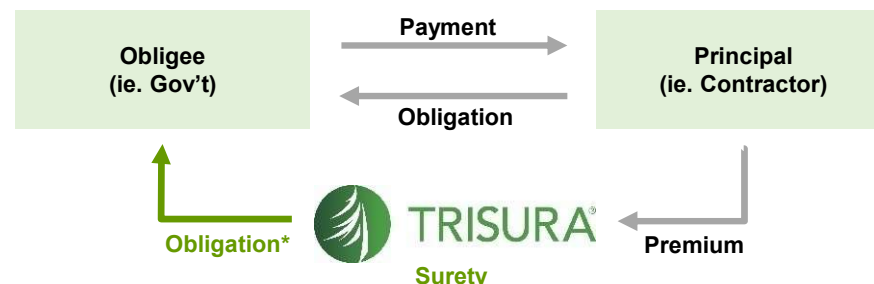 Payment
Obligee
(ie. Gov't)
Principal
(ie. Contractor)
Obligation
TRISURA®
Obligation*
Premium
Surety